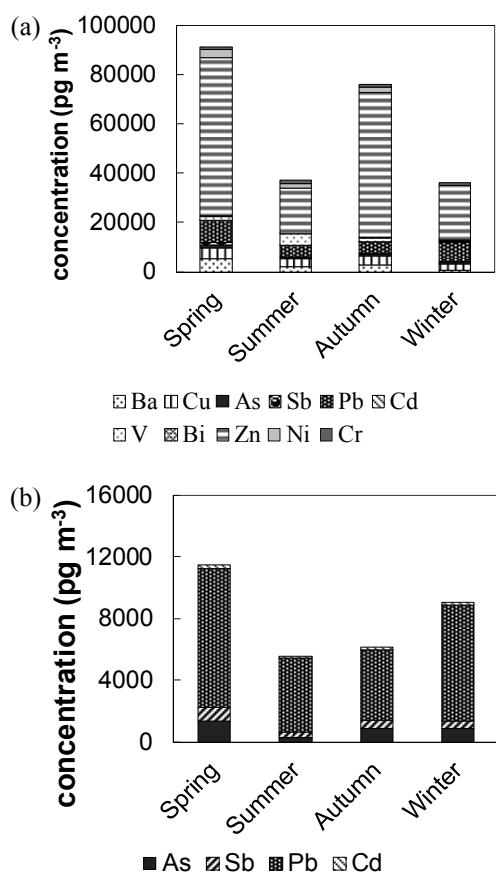 (a)
concentration (pg m-3)
100000
80000
60000
40000
20000
0
Spring
Summer
Autumn
Winter
Ba Cu As Sb Pb Cd
V Bi Zn Ni Cr
(b)
concentration (pg m-3)
16000
12000
8000
4000
0
Spring
Summer
Autumn
Winter
As Sb Pb Cd